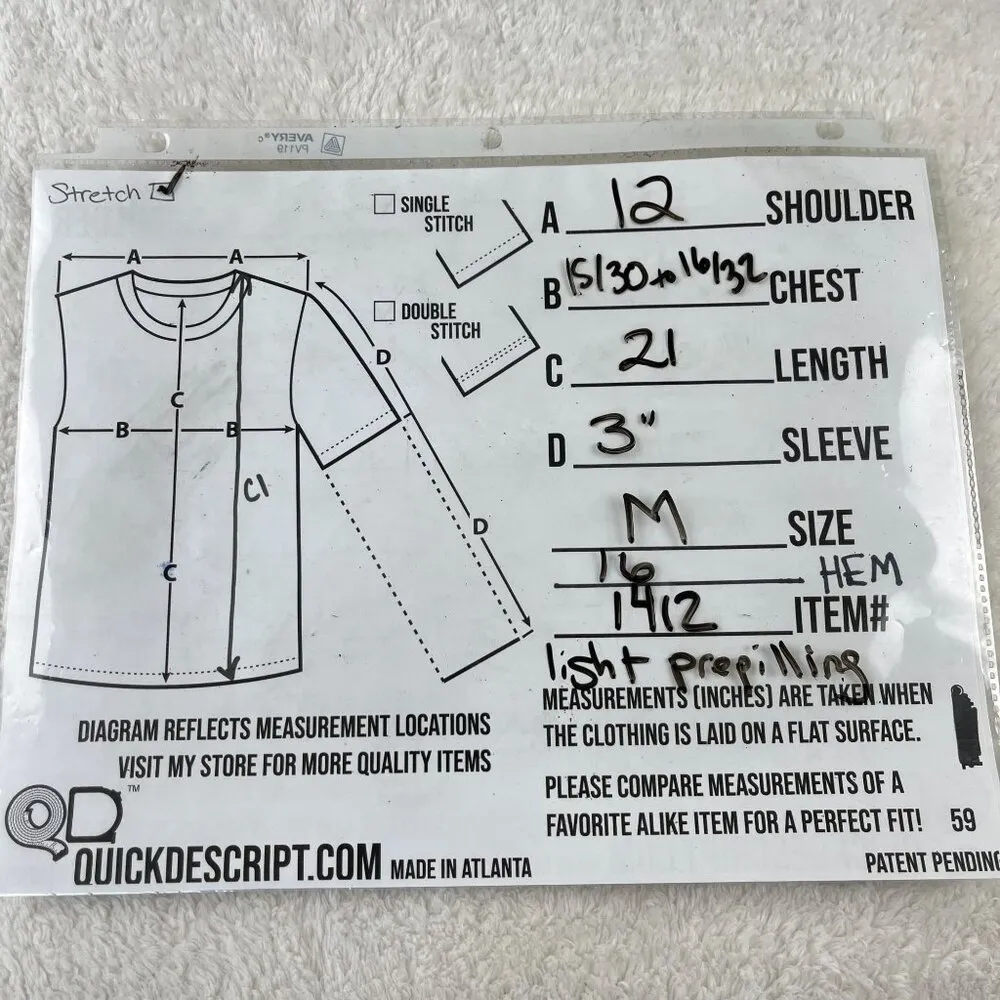 AVERY®
PV119
Stretch
SINGLE
STITCH
DOUBLE
STITCH
A 12 SHOULDER
B 15/30 to 16/32 CHEST
C 21 LENGTH
D 3" SLEEVE
M SIZE
16 HEM
1412 ITEM#
light prepilling
A A
D
C
B B
C1
D
C
MEASUREMENTS (INCHES) ARE TAKEN WHEN
THE CLOTHING IS LAID ON A FLAT SURFACE.
PLEASE COMPARE MEASUREMENTS OF A
FAVORITE ALIKE ITEM FOR A PERFECT FIT! 59
PATENT PENDING
DIAGRAM REFLECTS MEASUREMENT LOCATIONS
VISIT MY STORE FOR MORE QUALITY ITEMS
QD™
QUICKDESCRIPT.COM MADE IN ATLANTA